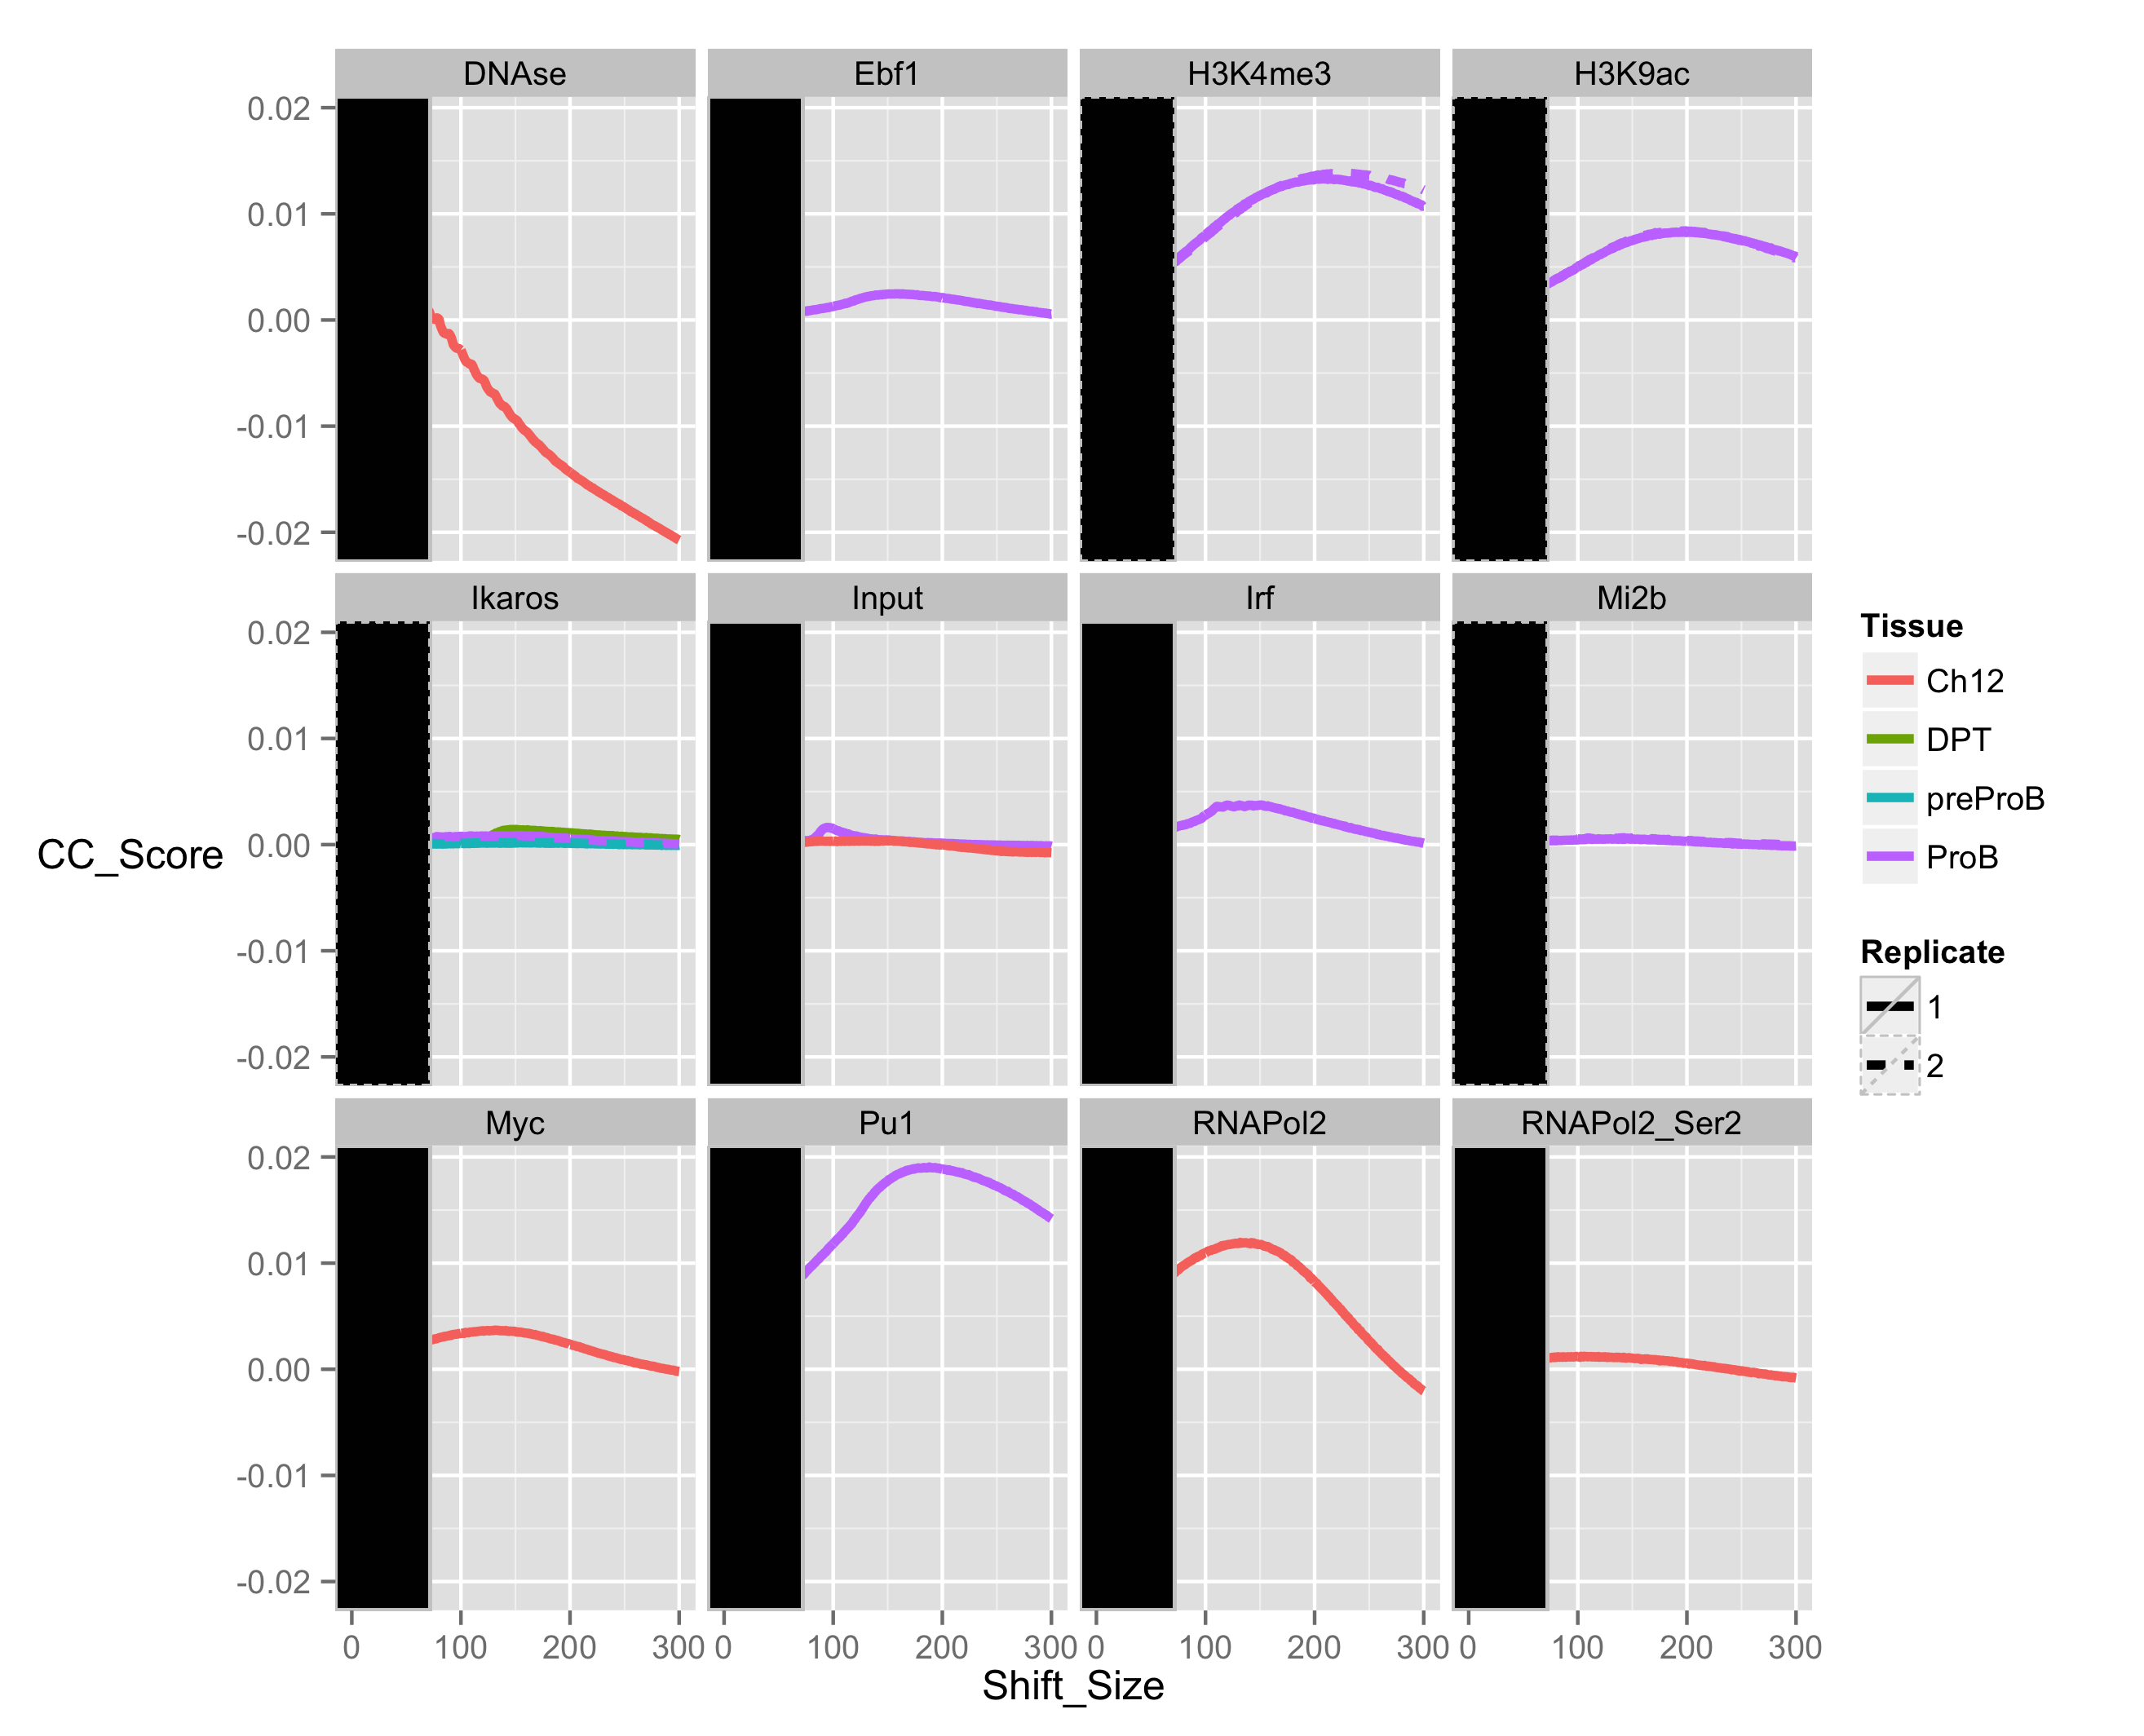 DNAse Ebf1 H3K4me3 H3K9ac
0.02
0.01
0.00
-0.01
-0.02
Ikaros Input Irf Mi2b
0.02
0.01
0.00
-0.01
-0.02
Myc Pu1 RNAPol2 RNAPol2_Ser2
0.02
0.01
0.00
-0.01
-0.02
0 100 200 300 0 100 200 300 0 100 200 300 0 100 200 300
Shift_Size
CC_Score
Tissue
Ch12
DPT
preProB
ProB
Replicate
1
2